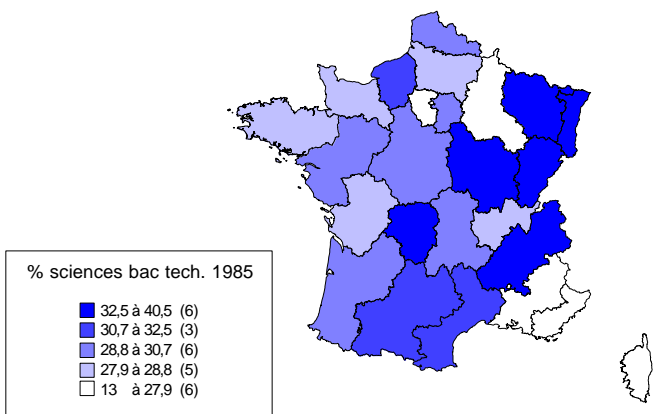 % sciences bac tech. 1985
32,5 à 40,5 (6)
30,7 à 32,5 (3)
28,8 à 30,7 (6)
27,9 à 28,8 (5)
13 à 27,9 (6)